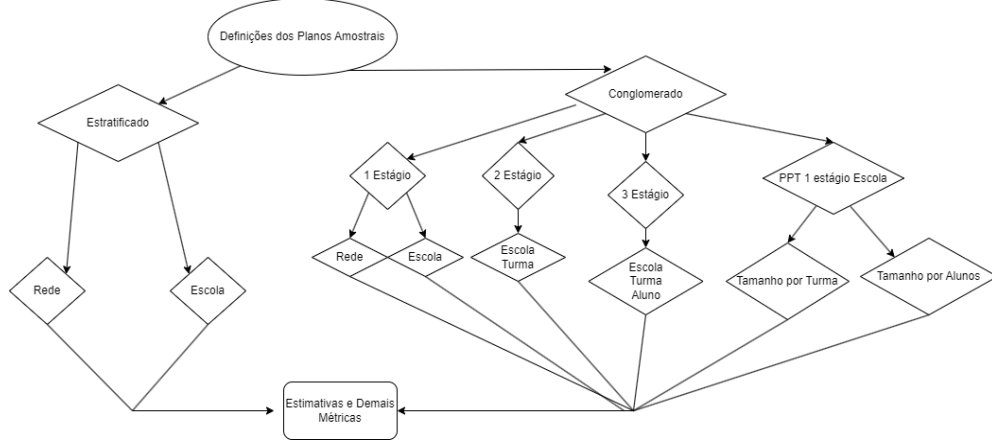 Definições dos Planos Amostrais
Conglomerado
Estratificado
1 Estágio
2 Estágio
3 Estágio
PPT 1 estágio Escola
Rede
Escola
Escola
Turma
Escola
Turma
Aluno
Tamanho por Turma
Tamanho por Alunos
Rede
Escola
Estimativas e Demais
Métricas